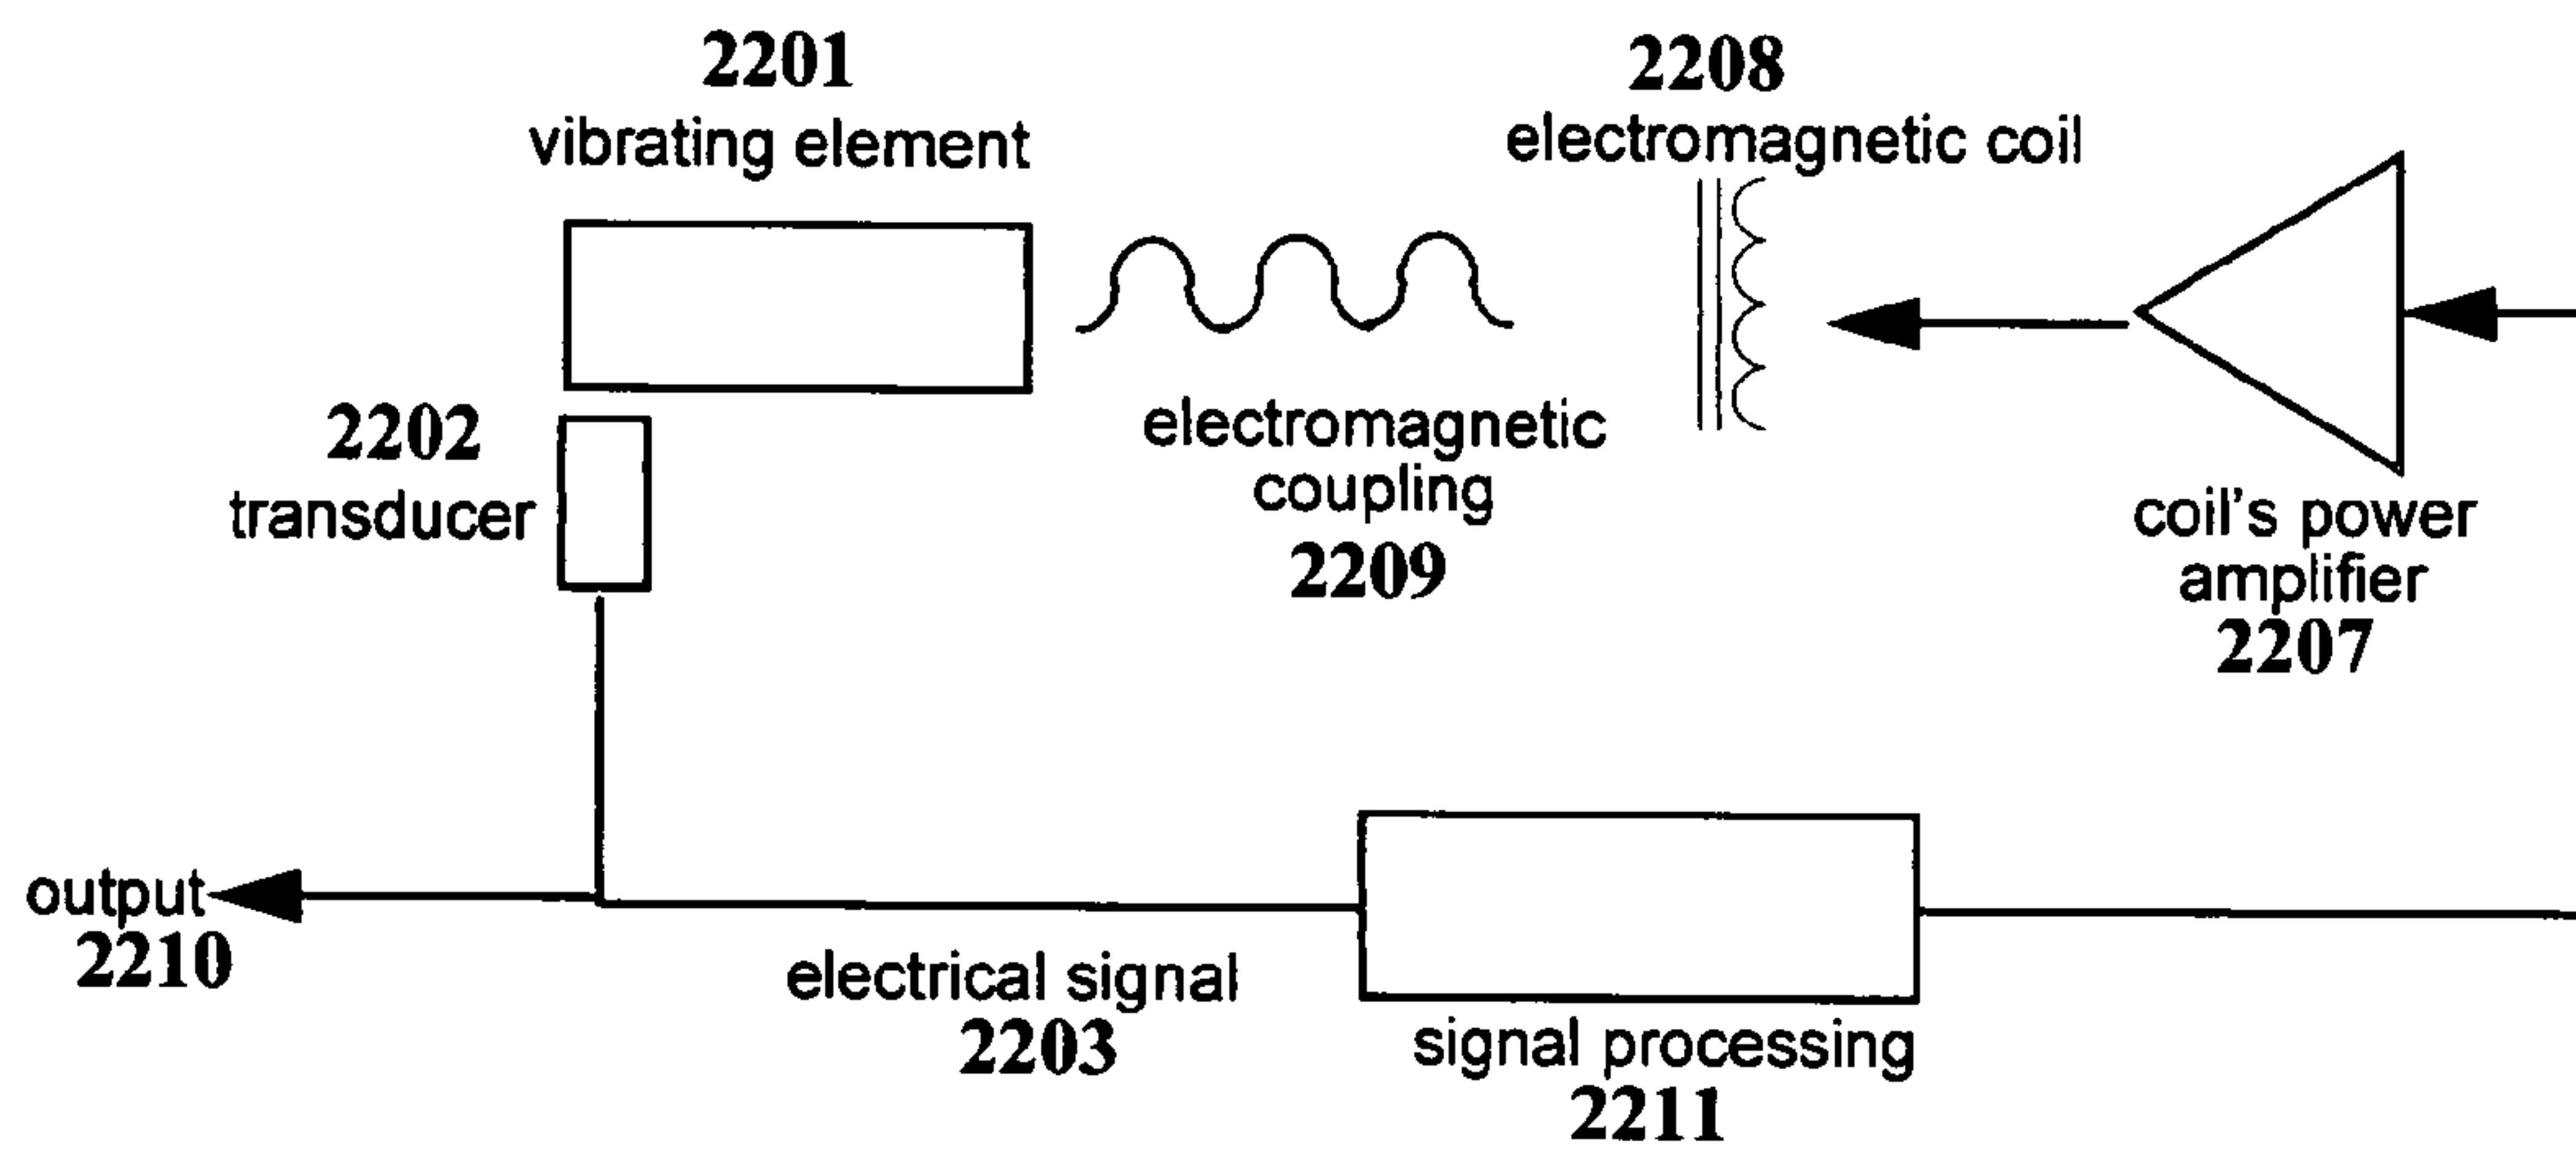 2201
vibrating element
2208
electromagnetic coil
2202
transducer
electromagnetic
coupling
2209
coil's power
amplifier
2207
output
2210
electrical signal
2203
signal processing
2211